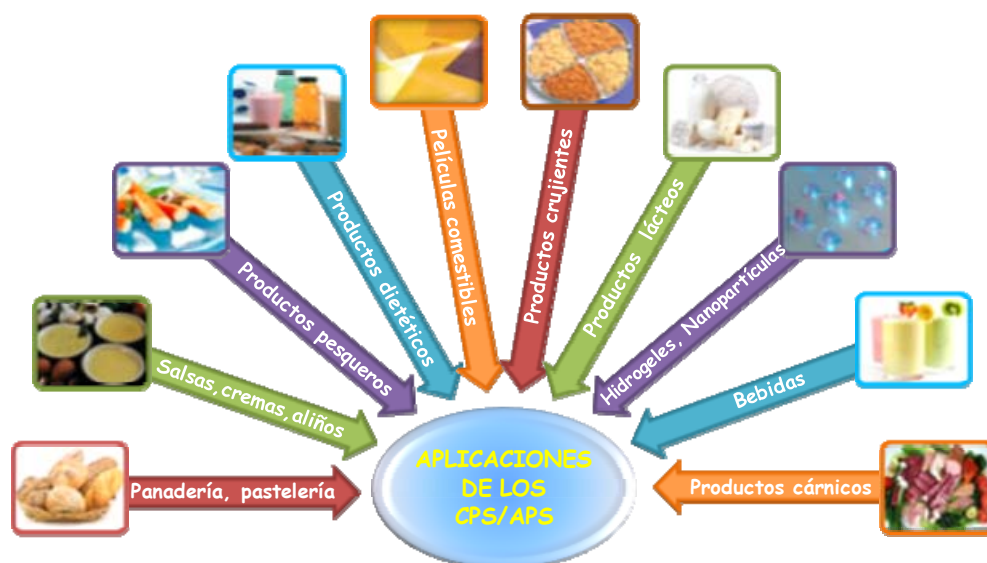 Panadería, pastelería
Salsas, cremas, aliños
Productos pesqueros
Productos dietéticos
Películas comestibles
Productos crujientes
Productos lácteos
Hidrogeles, Nanopartículas
Bebidas
Productos cárnicos
APLICACIONES
DE LOS
CPS/APS